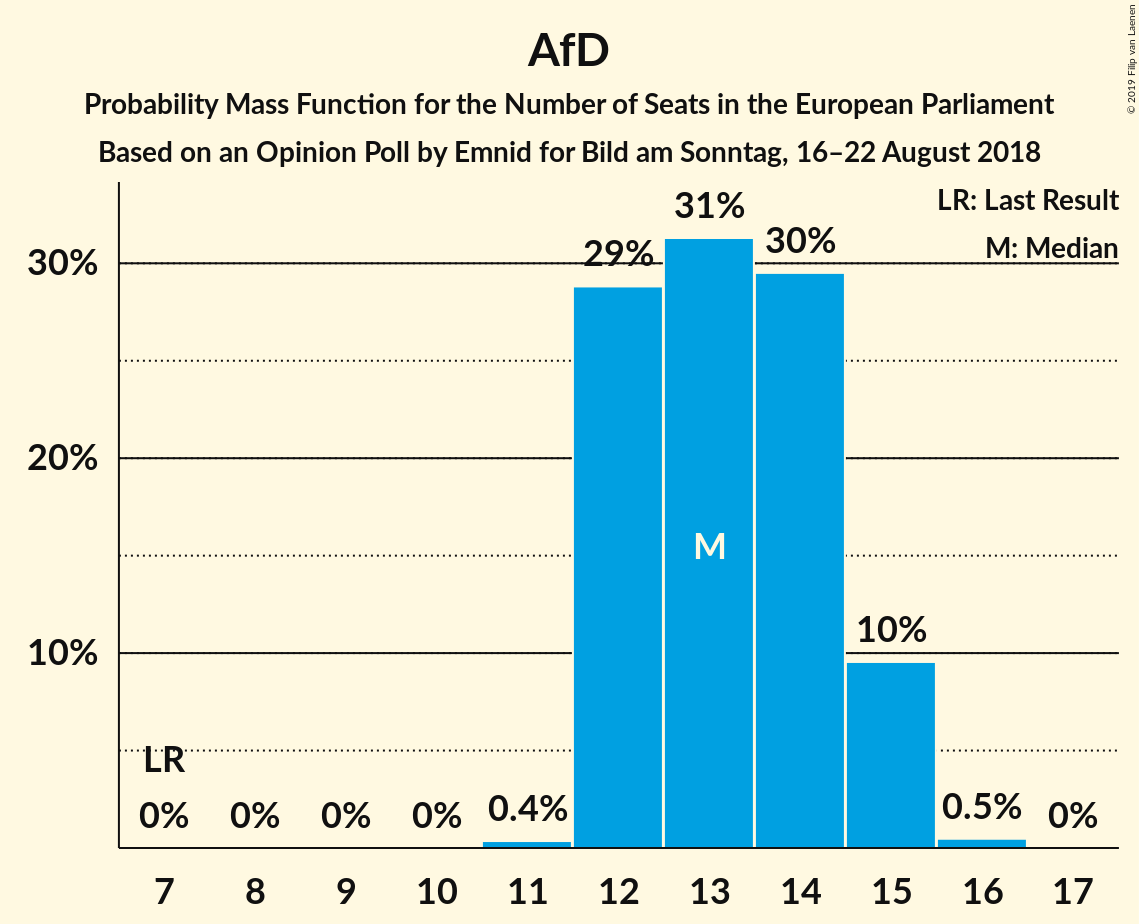 AfD
Probability Mass Function for the Number of Seats in the European Parliament
Based on an Opinion Poll by Emnid for Bild am Sonntag, 16–22 August 2018
© 2019 Filip van Laenen
LR: Last Result
M: Median
30%
20%
10%
LR
0%
0%
0%
0%
0.4%
29%
31%
30%
10%
0.5%
0%
M
7 8 9 10 11 12 13 14 15 16 17